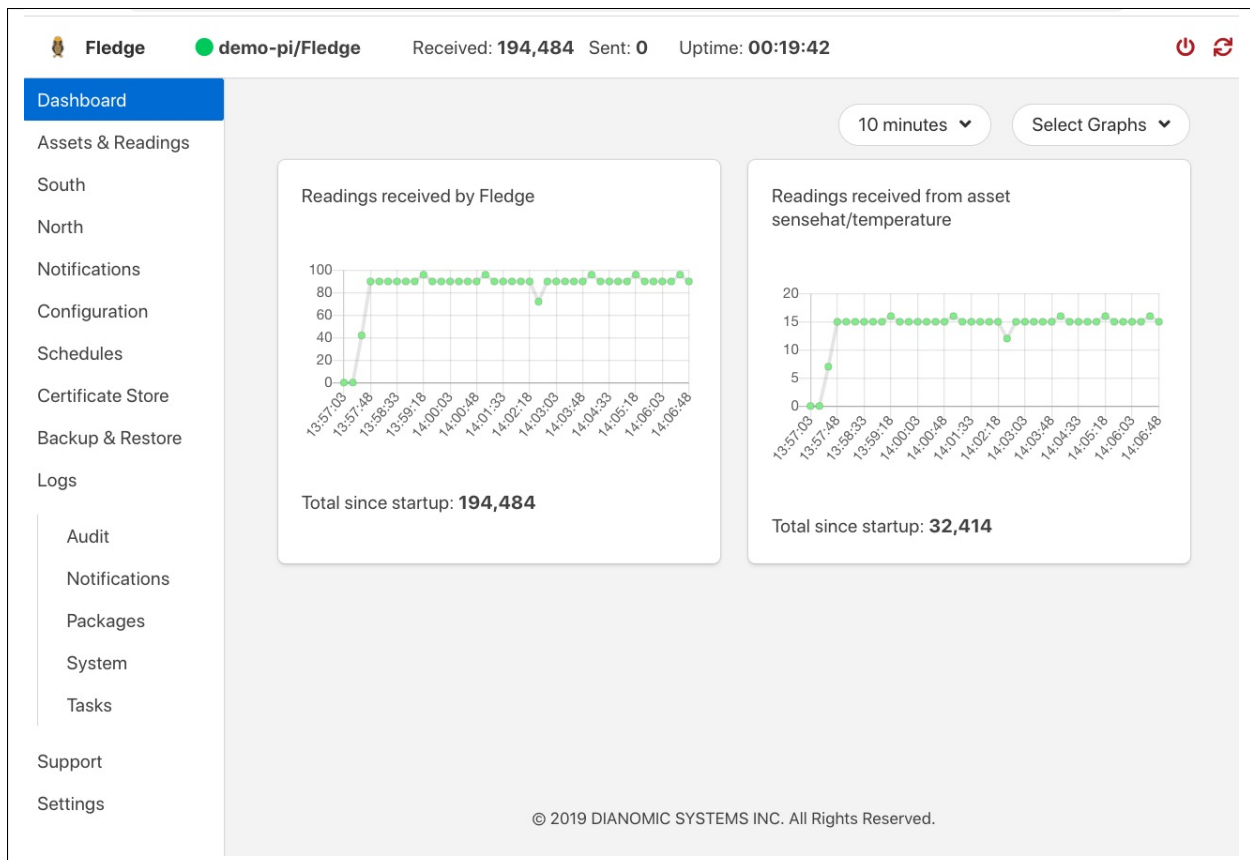 Fledge
demo-pi/Fledge
Received: 194,484 Sent: 0
Uptime: 00:19:42
Dashboard
Assets & Readings
South
North
Notifications
Configuration
Schedules
Certificate Store
Backup & Restore
Logs
Audit
Notifications
Packages
System
Tasks
Support
Settings
10 minutes
Select Graphs
Readings received by Fledge
100
80
60
40
20
0
13:57:03
13:57:48
13:58:33
13:59:18
14:00:03
14:00:48
14:01:33
14:02:18
14:03:03
14:03:48
14:04:33
14:05:18
14:06:03
14:06:48
Total since startup: 194,484
Readings received from asset
sensehat/temperature
20
15
10
5
0
13:57:03
13:57:48
13:58:33
13:59:18
14:00:03
14:00:48
14:01:33
14:02:18
14:03:03
14:03:48
14:04:33
14:05:18
14:06:03
14:06:48
Total since startup: 32,414
© 2019 DIANOMIC SYSTEMS INC. All Rights Reserved.